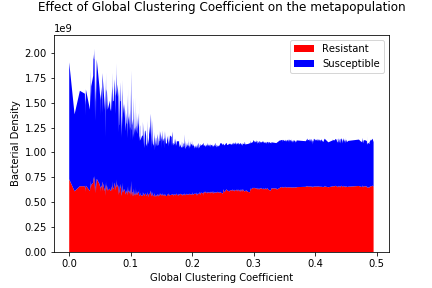 Effect of Global Clustering Coefficient on the metapopulation
1e9
2.00
1.75
1.50
1.25
1.00
0.75
0.50
0.25
0.00
Bacterial Density
Resistant
Susceptible
0.0 0.1 0.2 0.3 0.4 0.5
Global Clustering Coefficient